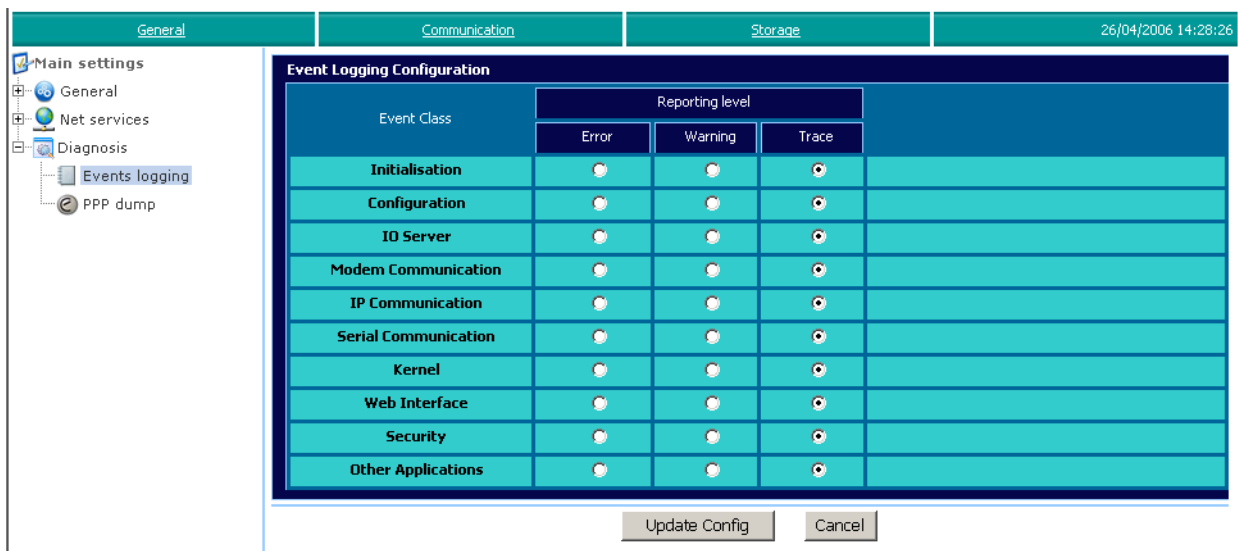 General Communication Storage 26/04/2006 14:28:26
Main settings
General
Net services
Diagnosis
Events logging
PPP dump
Event Logging Configuration
Event Class
Reporting level
Error Warning Trace
Initialisation
Configuration
IO Server
Modem Communication
IP Communication
Serial Communication
Kernel
Web Interface
Security
Other Applications
Update Config Cancel